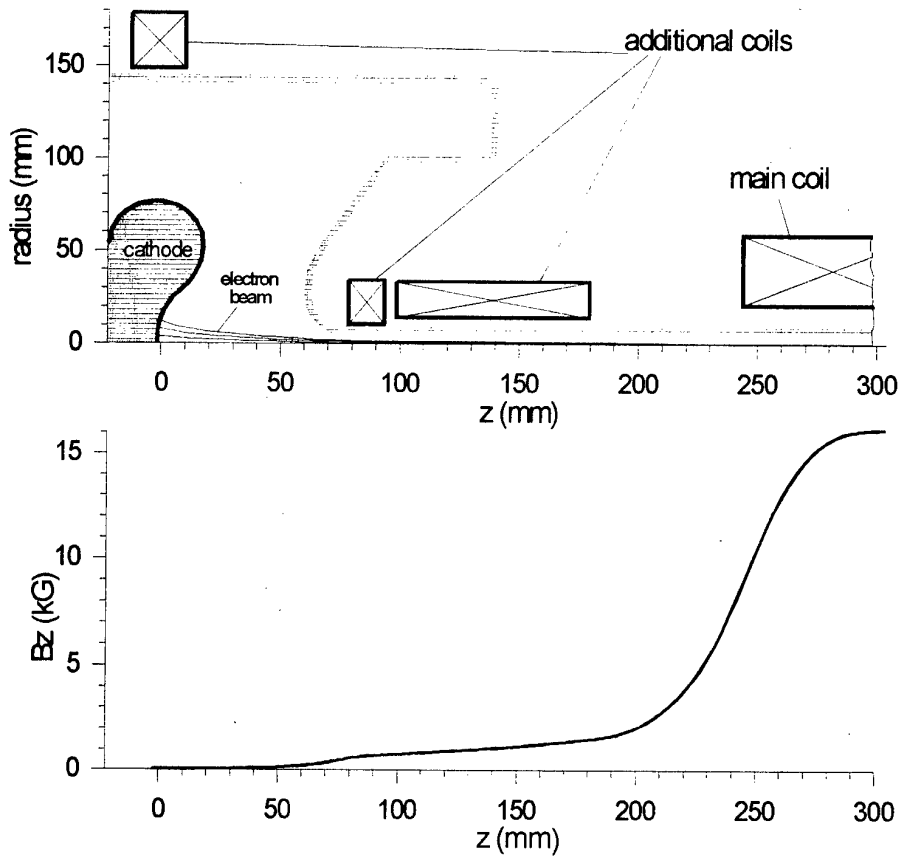 additional coils
150
radius (mm)
100
main coil
50
cathode
electron
beam
0
0 50 100 150 200 250 300
z (mm)
15
10
Bz (kG)
5
0
0 50 100 150 200 250 300
z (mm)